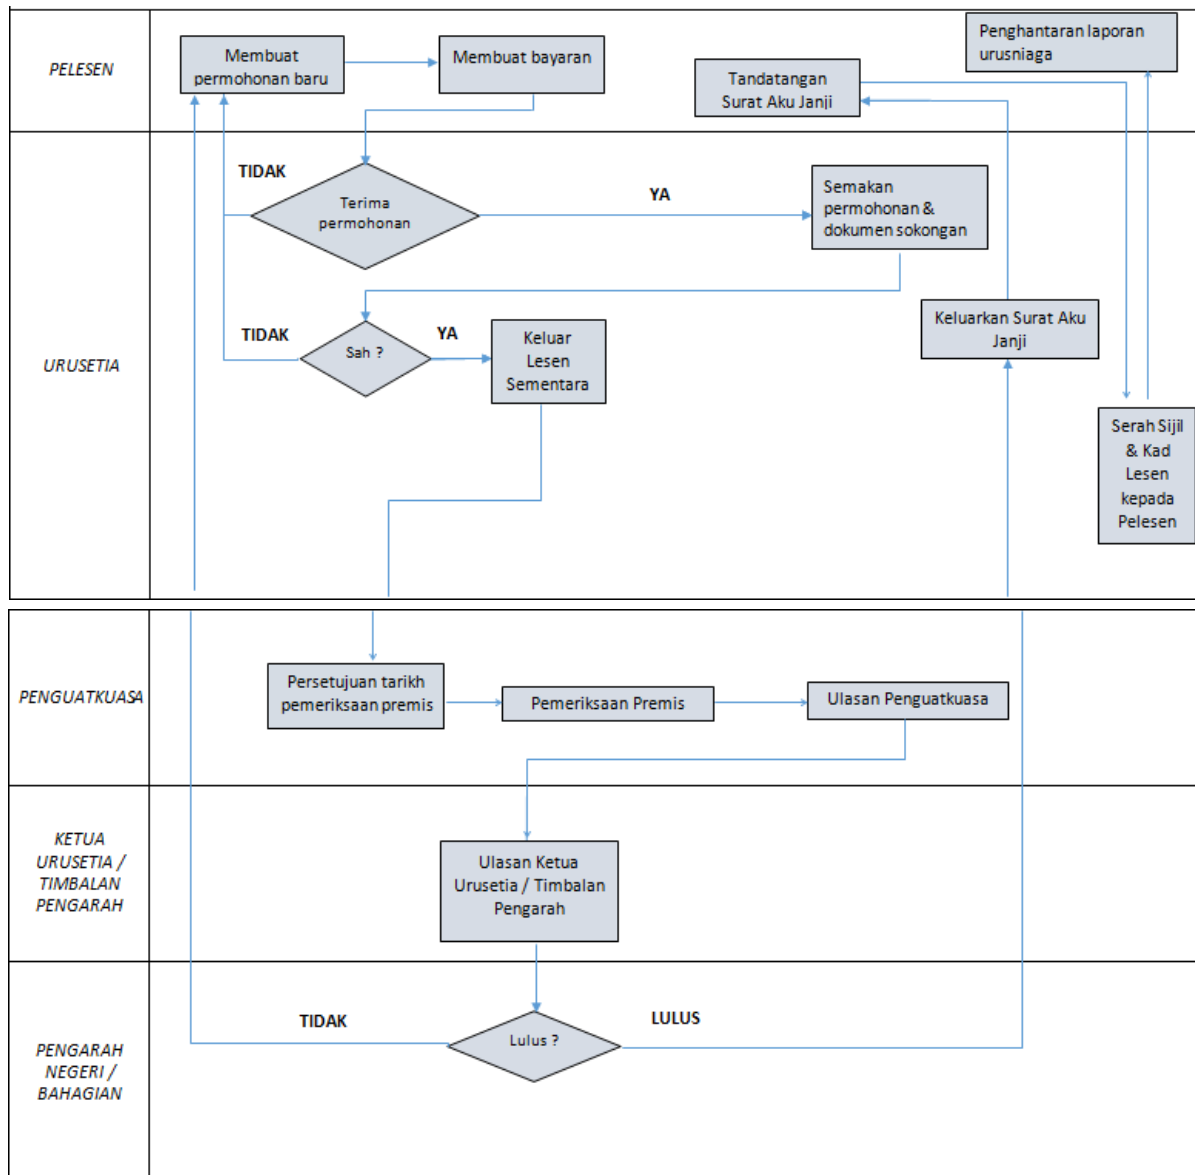 PELESEN
Membuat
permohonan baru
Membuat bayaran
Tandatangan
Surat Aku Janji
Penghantaran laporan
urusniaga
URUSETIA
TIDAK
Terima
permohonan
YA
Semakan
permohonan &
dokumen sokongan
TIDAK
Sah ?
YA
Keluar
Lesen
Sementara
Keluarkan Surat Aku
Janji
Serah Sijil
& Kad
Lesen
kepada
Pelesen
PENGUATKUASA
Persetujuan tarikh
pemeriksaan premis
Pemeriksaan Premis
Ulasan Penguatkuasa
KETUA
URUSETIA /
TIMBALAN
PENGARAH
Ulasan Ketua
Urusetia / Timbalan
Pengarah
PENGARAH
NEGERI /
BAHAGIAN
TIDAK
Lulus ?
LULUS